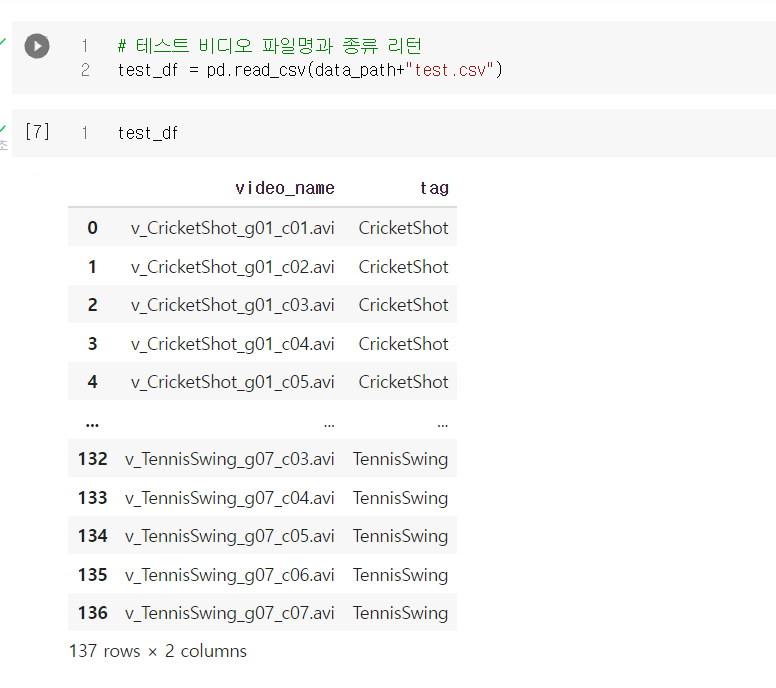 1 # 테스트 비디오 파일명과 종류 리턴
2 test_df = pd.read_csv(data_path+"test.csv")
[7] 1 test_df
초
video_name tag
0 v_CricketShot_g01_c01.avi CricketShot
1 v_CricketShot_g01_c02.avi CricketShot
2 v_CricketShot_g01_c03.avi CricketShot
3 v_CricketShot_g01_c04.avi CricketShot
4 v_CricketShot_g01_c05.avi CricketShot
... ... ...
132 v_TennisSwing_g07_c03.avi TennisSwing
133 v_TennisSwing_g07_c04.avi TennisSwing
134 v_TennisSwing_g07_c05.avi TennisSwing
135 v_TennisSwing_g07_c06.avi TennisSwing
136 v_TennisSwing_g07_c07.avi TennisSwing
137 rows × 2 columns